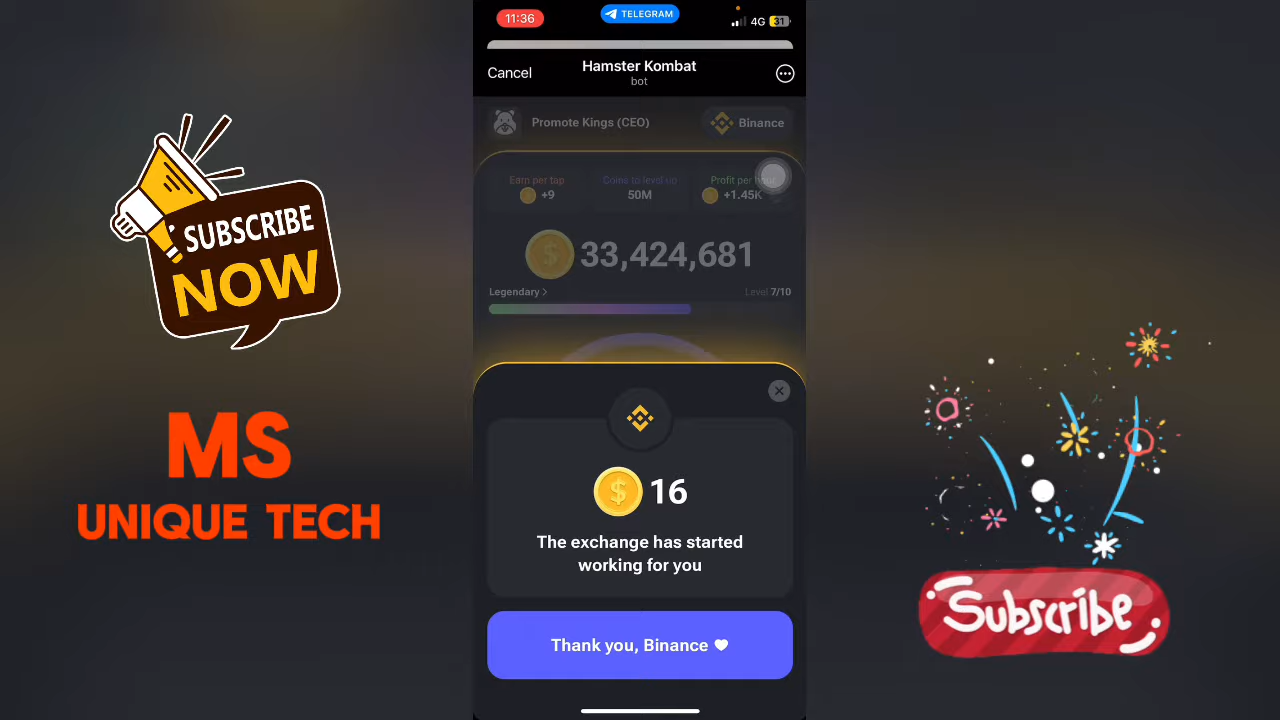 11:36
TELEGRAM
4G
31
Cancel
Hamster Kombat
bot
Promote Kings (CEO)
Binance
Earn per tap
+9
Coins to level up
50M
Profit per hour
+1.45K
33,424,681
Legendary >
Level 7/10
16
The exchange has started
working for you
Thank you, Binance
SUBSCRIBE
NOW
MS
UNIQUE TECH
Subscribe